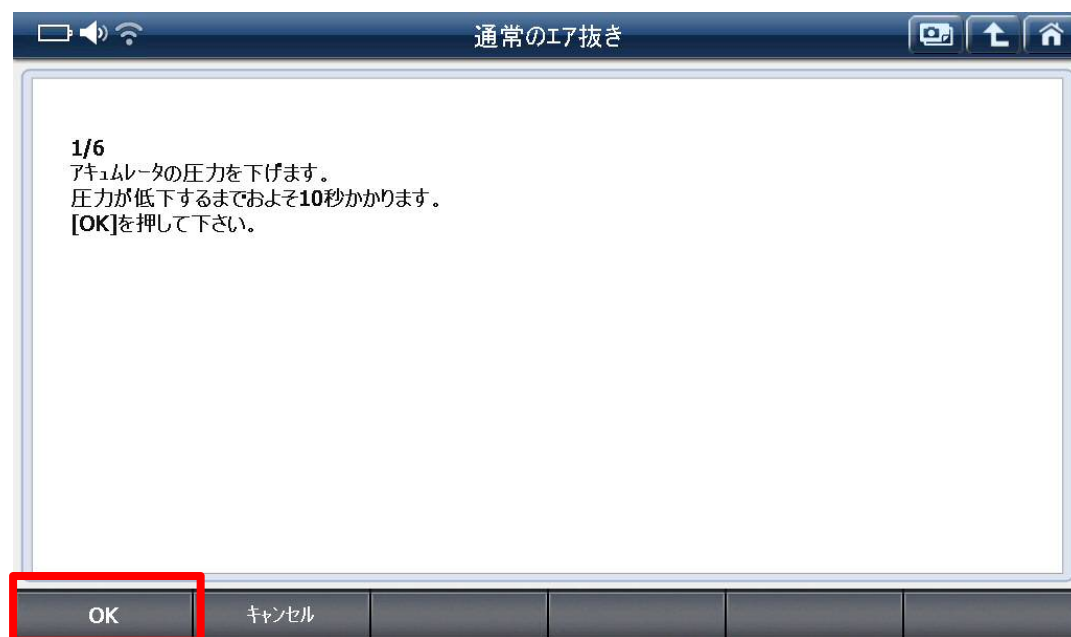 通常のエア抜き
1/6
アキュムレータの圧力を下げます。
圧力が低下するまでおよそ10秒かかります。
[OK]を押して下さい。
OK
キャンセル